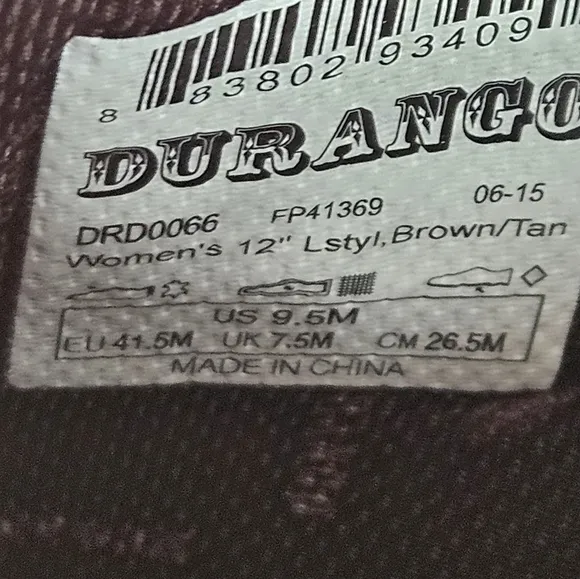 8 83802 93409
DURANGO
DRD0066 FP41369 06-15
Women's 12" Lstyl, Brown/Tan
US 9.5M
EU 41.5M UK 7.5M CM 26.5M
MADE IN CHINA